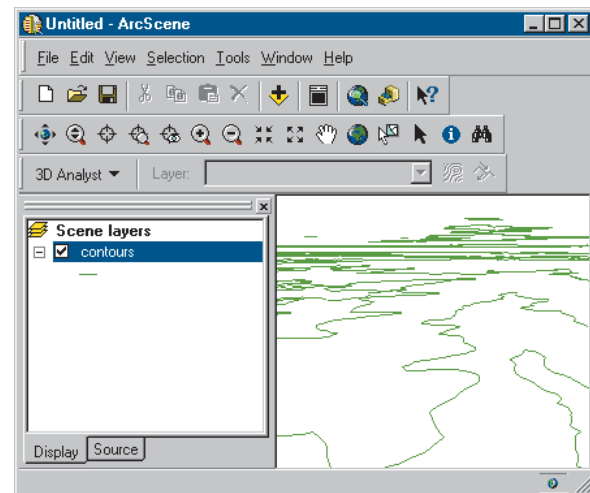 Untitled - ArcScene
File Edit View Selection Tools Window Help
3D Analyst Layer:
Scene layers
contours
Display Source